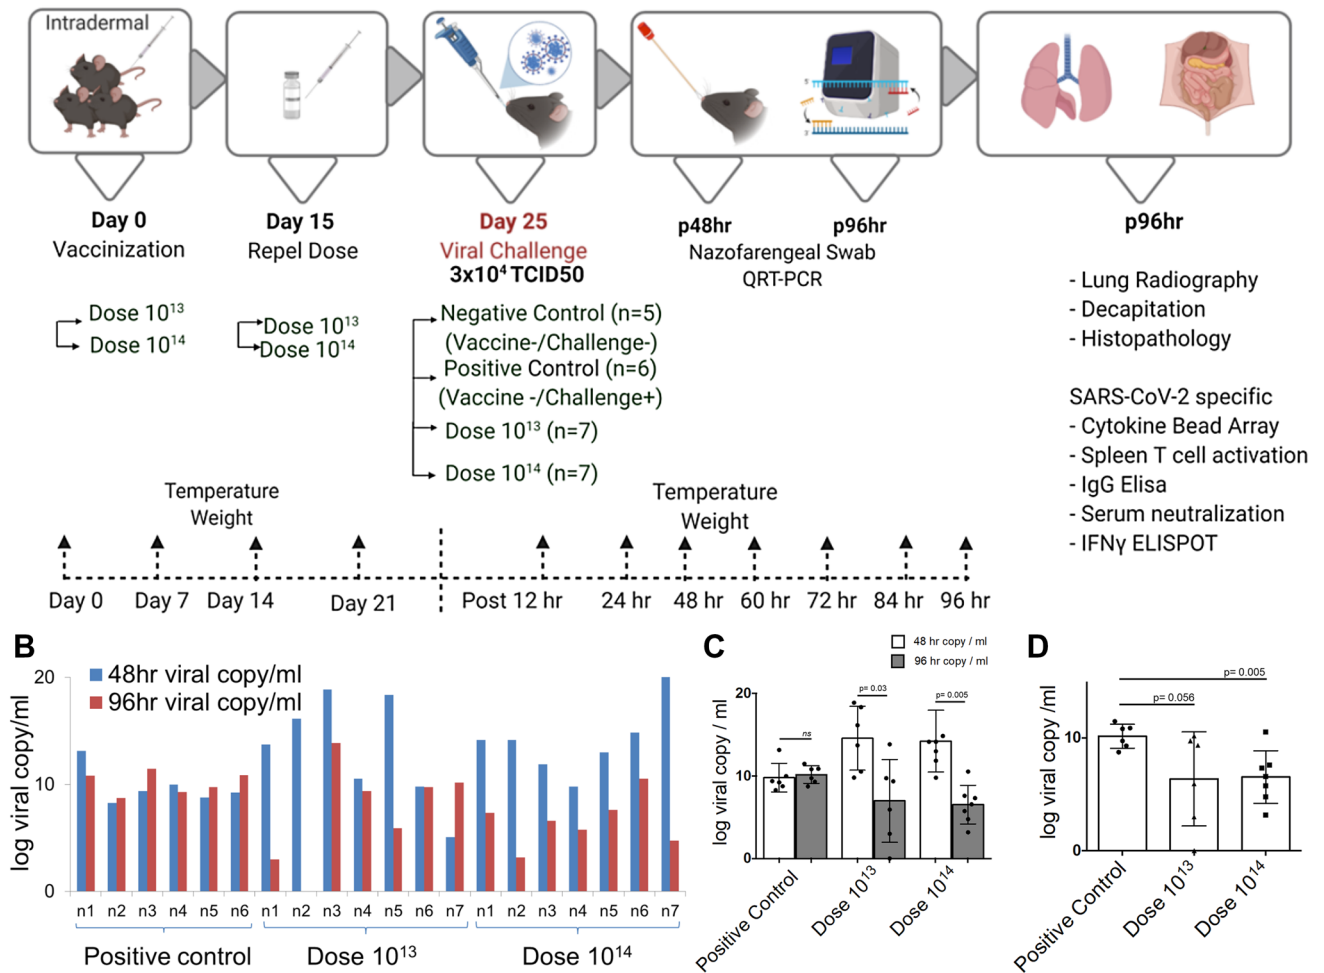 Intradermal
5'
3'
Day 0
Vaccinization
Dose 10¹³
Dose 10¹⁴
Day 15
Repel Dose
Dose 10¹³
Dose 10¹⁴
Day 25
Viral Challenge
3x10⁴ TCID50
Negative Control (n=5)
(Vaccine-/Challenge-)
Positive Control (n=6)
(Vaccine -/Challenge+)
Dose 10¹³ (n=7)
Dose 10¹⁴ (n=7)
p48hr
p96hr
Nazofarengeal Swab
QRT-PCR
p96hr
- Lung Radiography
- Decapitation
- Histopathology
SARS-CoV-2 specific
- Cytokine Bead Array
- Spleen T cell activation
- IgG Elisa
- Serum neutralization
- IFNγ ELISPOT
Temperature
Weight
Temperature
Weight
Day 0 Day 7 Day 14 Day 21 Post 12 hr 24 hr 48 hr 60 hr 72 hr 84 hr 96 hr
B
log viral copy/ml
48hr viral copy/ml
96hr viral copy/ml
20
10
0
n1 n2 n3 n4 n5 n6 n1 n2 n3 n4 n5 n6 n7 n1 n2 n3 n4 n5 n6 n7
Positive control Dose 10¹³ Dose 10¹⁴
C
48 hr copy / ml
96 hr copy / ml
log viral copy / ml
20
10
0
ns
p= 0.03
p= 0.005
Positive Control
Dose 10¹³
Dose 10¹⁴
D
log viral copy /ml
10
0
p= 0.005
p= 0.056
Positive Control
Dose 10¹³
Dose 10¹⁴